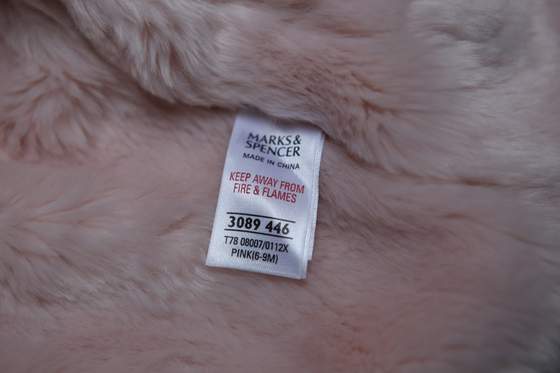 MARKS &
SPENCER
MADE IN CHINA
KEEP AWAY FROM
FIRE & FLAMES
3089 446
T78 08007/0112X
PINK(6-9M)